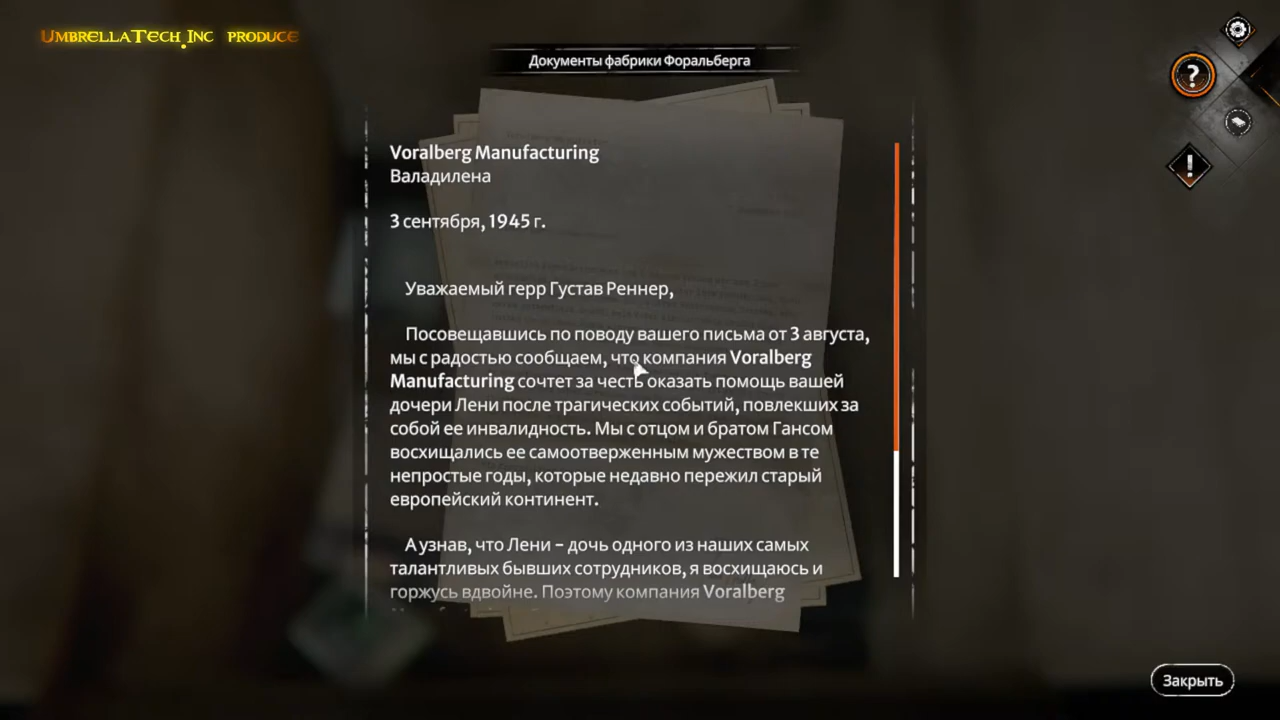 UmbrellaTech.Inc produce
Документы фабрики Форальберга
Voralberg Manufacturing
Валадилена
3 сентября, 1945 г.
Уважаемый герр Густав Реннер,
Посовещавшись по поводу вашего письма от 3 августа,
мы с радостью сообщаем, что компания Voralberg
Manufacturing сочтет за честь оказать помощь вашей
дочери Лени после трагических событий, повлекших за
собой ее инвалидность. Мы с отцом и братом Гансом
восхищались ее самоотверженным мужеством в те
непростые годы, которые недавно пережил старый
европейский континент.
А узнав, что Лени – дочь одного из наших самых
талантливых бывших сотрудников, я восхищаюсь и
горжусь вдвойне. Поэтому компания Voralberg
Закрыть